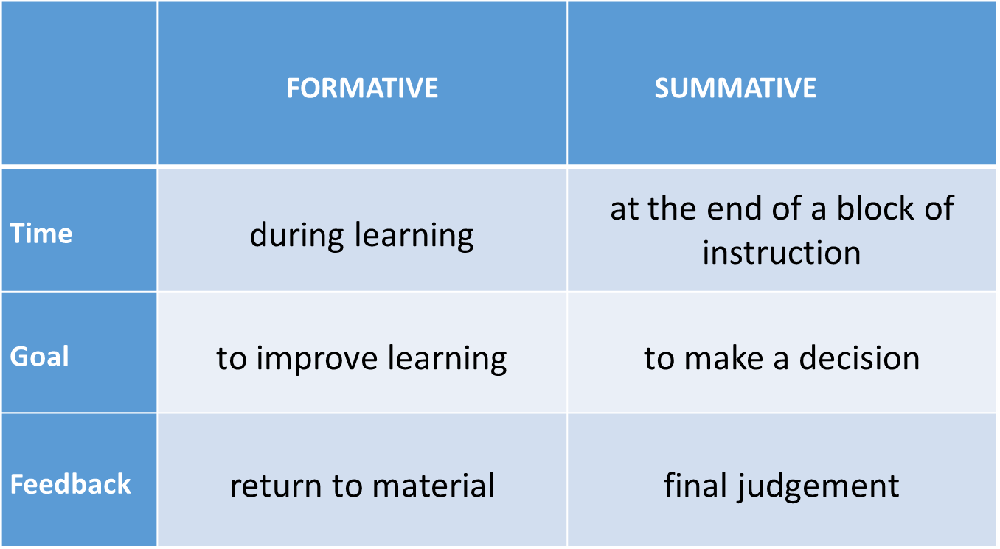 FORMATIVE SUMMATIVE
Time during learning at the end of a block of
instruction
Goal to improve learning to make a decision
Feedback return to material final judgement